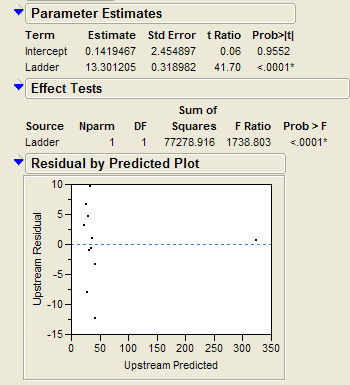 Parameter Estimates
Term Estimate Std Error t Ratio Prob>|t|
Intercept 0.1419467 2.454897 0.06 0.9552
Ladder 13.301205 0.318982 41.70 <.0001*
Effect Tests
Sum of
Source Nparm DF Squares F Ratio Prob > F
Ladder 1 1 77278.916 1738.803 <.0001*
Residual by Predicted Plot
Upstream Residual
10
5
0
-5
-10
-15
0 50 100 150 200 250 300 350
Upstream Predicted